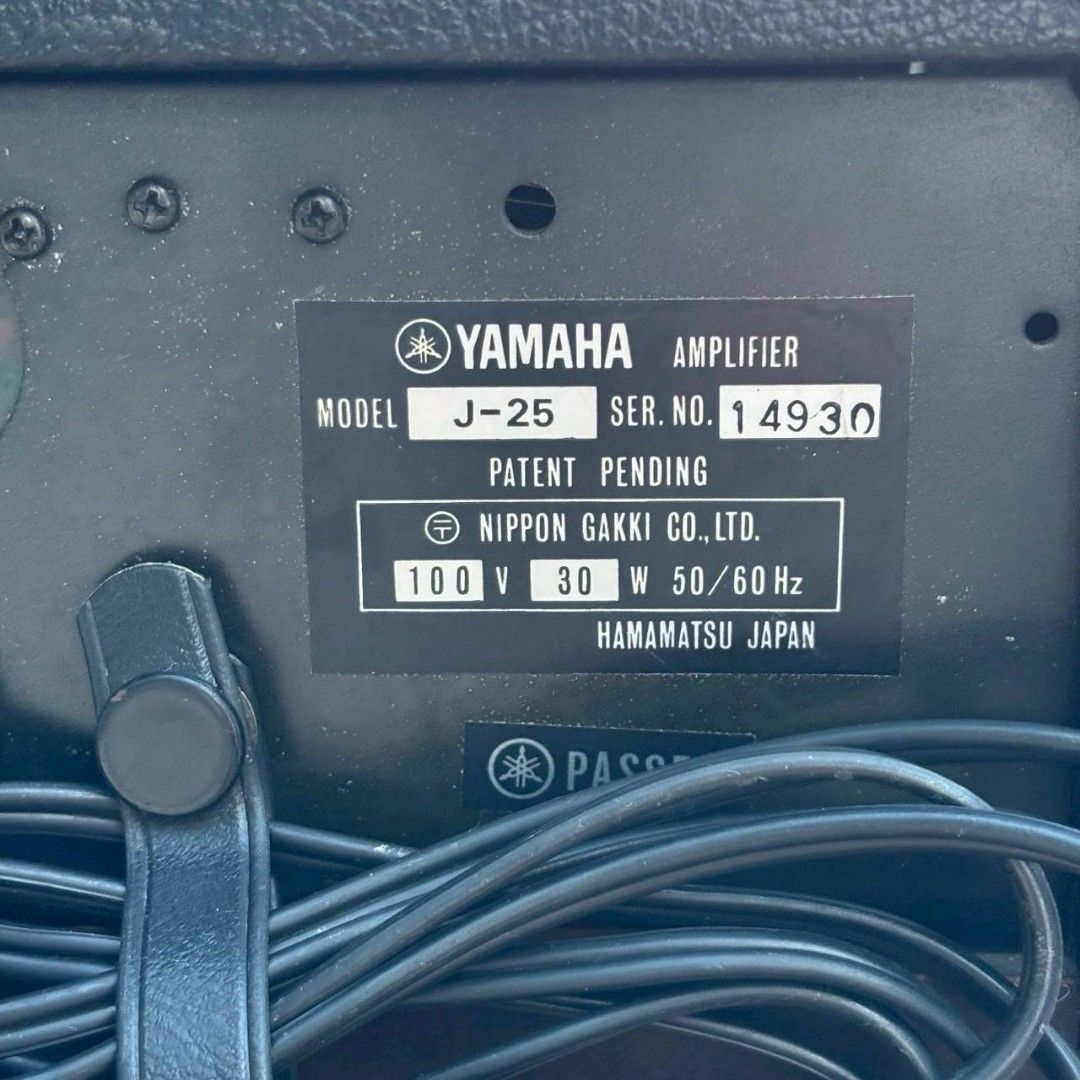 YAMAHA AMPLIFIER
MODEL J-25 SER. NO. 14930
PATENT PENDING
〒 NIPPON GAKKI CO., LTD.
100 V 30 W 50/60 Hz
HAMAMATSU JAPAN